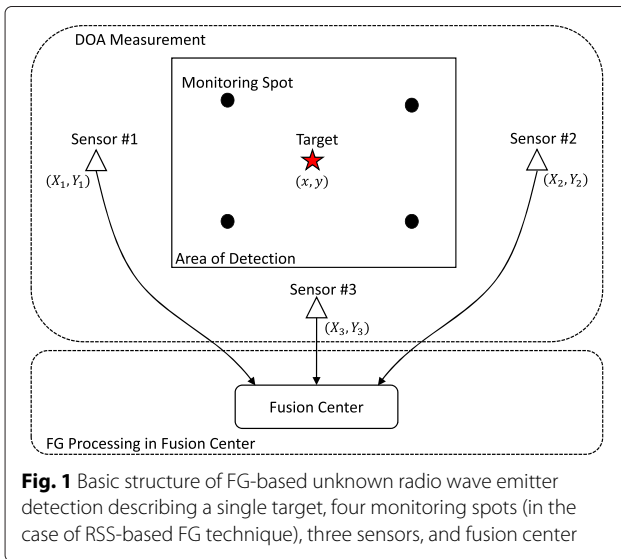 DOA Measurement
Monitoring Spot
Sensor #1
Target
Sensor #2
(X₁, Y₁)
(x, y)
(X₂, Y₂)
Area of Detection
Sensor #3
(X₃, Y₃)
Fusion Center
FG Processing in Fusion Center
Fig. 1 Basic structure of FG-based unknown radio wave emitter
detection describing a single target, four monitoring spots (in the
case of RSS-based FG technique), three sensors, and fusion center